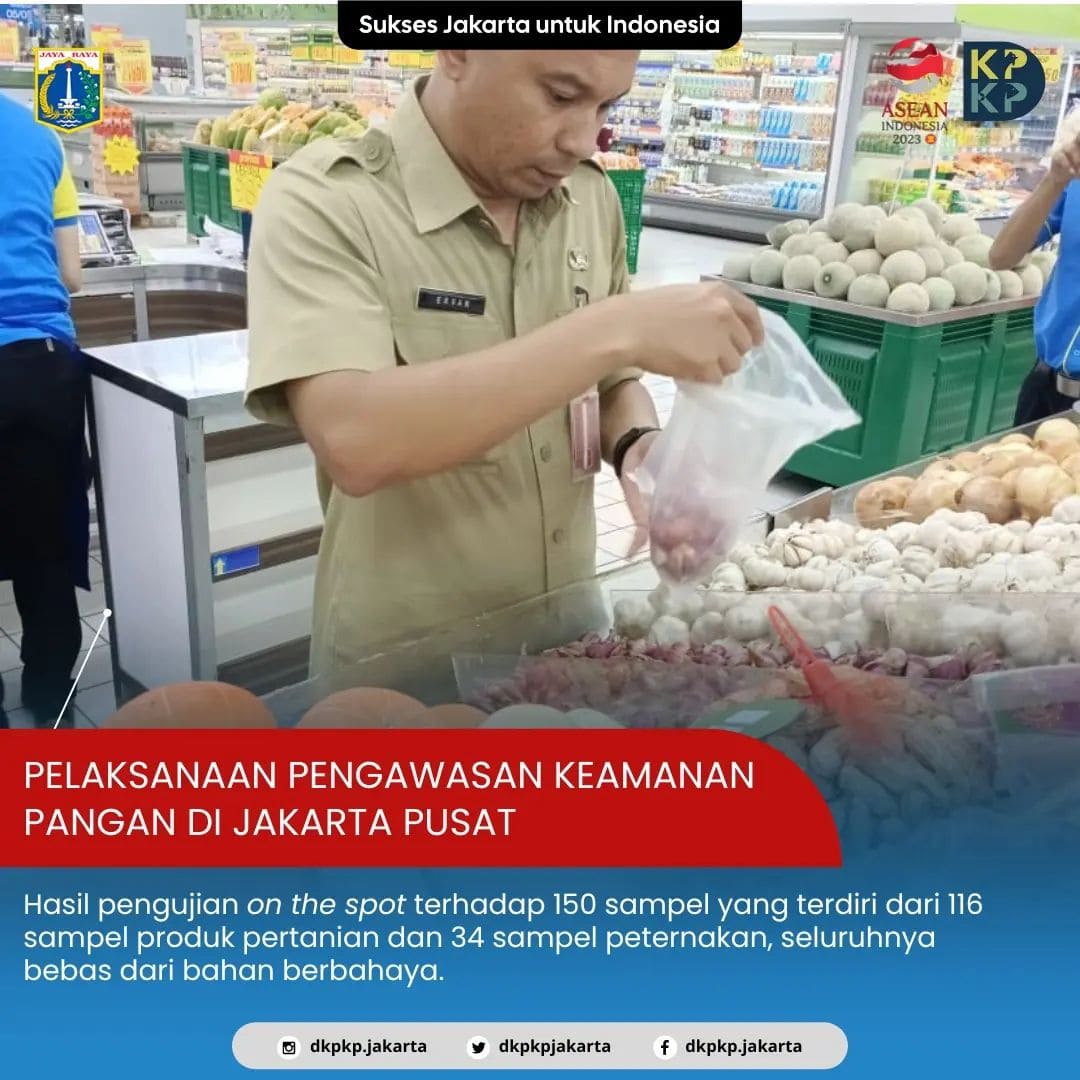 Sukses Jakarta untuk Indonesia
JAYA RAYA
ASEAN
INDONESIA
2023
KP
KP
ERVAN
PELAKSANAAN PENGAWASAN KEAMANAN
PANGAN DI JAKARTA PUSAT
Hasil pengujian on the spot terhadap 150 sampel yang terdiri dari 116
sampel produk pertanian dan 34 sampel peternakan, seluruhnya
bebas dari bahan berbahaya.
dkpkp.jakarta
dkpkpjakarta
dkpkp.jakarta